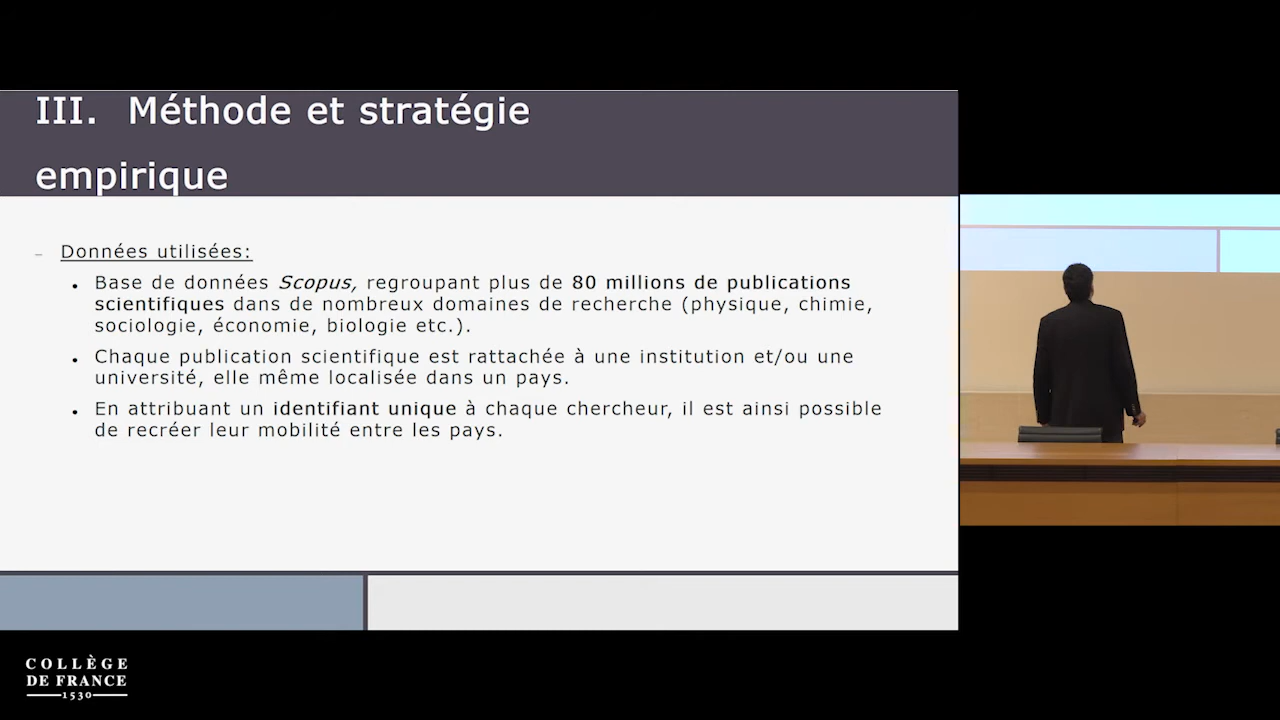 III. Méthode et stratégie
empirique
– Données utilisées:
• Base de données Scopus, regroupant plus de 80 millions de publications
scientifiques dans de nombreux domaines de recherche (physique, chimie,
sociologie, économie, biologie etc.).
• Chaque publication scientifique est rattachée à une institution et/ou une
université, elle même localisée dans un pays.
• En attribuant un identifiant unique à chaque chercheur, il est ainsi possible
de recréer leur mobilité entre les pays.
COLLÈGE
DE FRANCE
1530